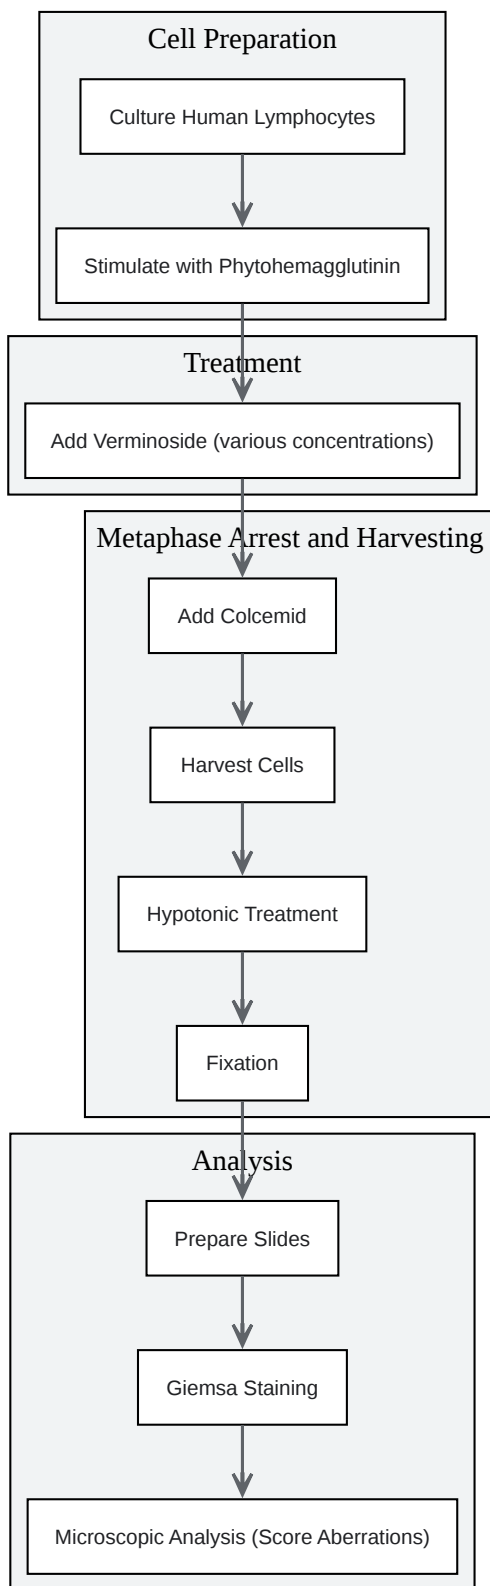 Cell Preparation
Culture Human Lymphocytes
Stimulate with Phytohemagglutinin
Treatment
Add Verminoside (various concentrations)
Metaphase Arrest and Harvesting
Add Colcemid
Harvest Cells
Hypotonic Treatment
Fixation
Analysis
Prepare Slides
Giemsa Staining
Microscopic Analysis (Score Aberrations)